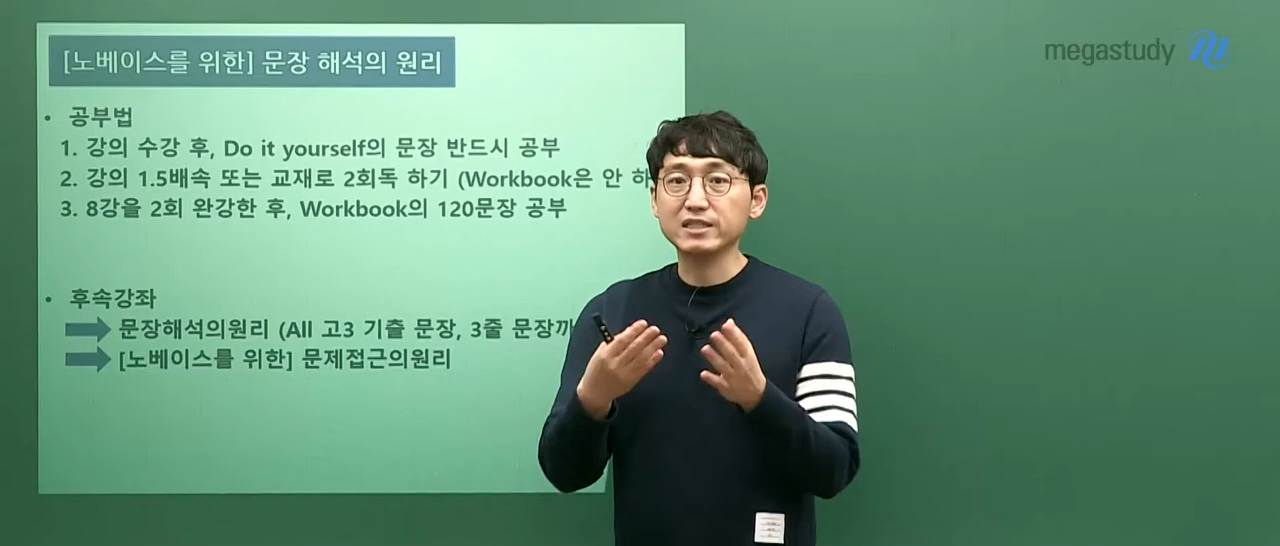 megastudy
[노베이스를 위한] 문장 해석의 원리
• 공부법
1. 강의 수강 후, Do it yourself의 문장 반드시 공부
2. 강의 1.5배속 또는 교재로 2회독 하기 (Workbook은 안 하
3. 8강을 2회 완강한 후, Workbook의 120문장 공부
• 후속강좌
문장해석의원리 (All 고3 기출 문장, 3줄 문장까
[노베이스를 위한] 문제접근의원리